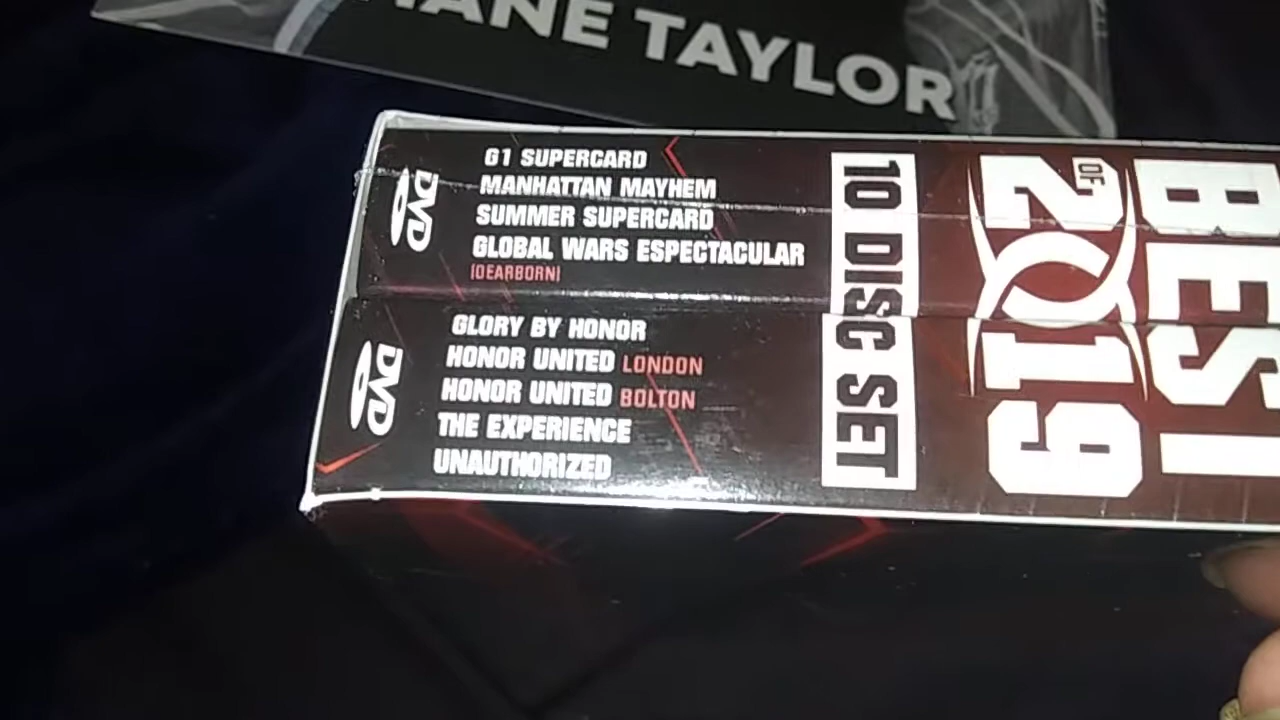 HANE TAYLOR
G1 SUPERCARD
MANHATTAN MAYHEM
SUMMER SUPERCARD
GLOBAL WARS ESPECTACULAR
(DEARBORN)
DVD
GLORY BY HONOR
HONOR UNITED LONDON
HONOR UNITED BOLTON
THE EXPERIENCE
UNAUTHORIZED
DVD
10 DISC SET
BEST
OF
2019